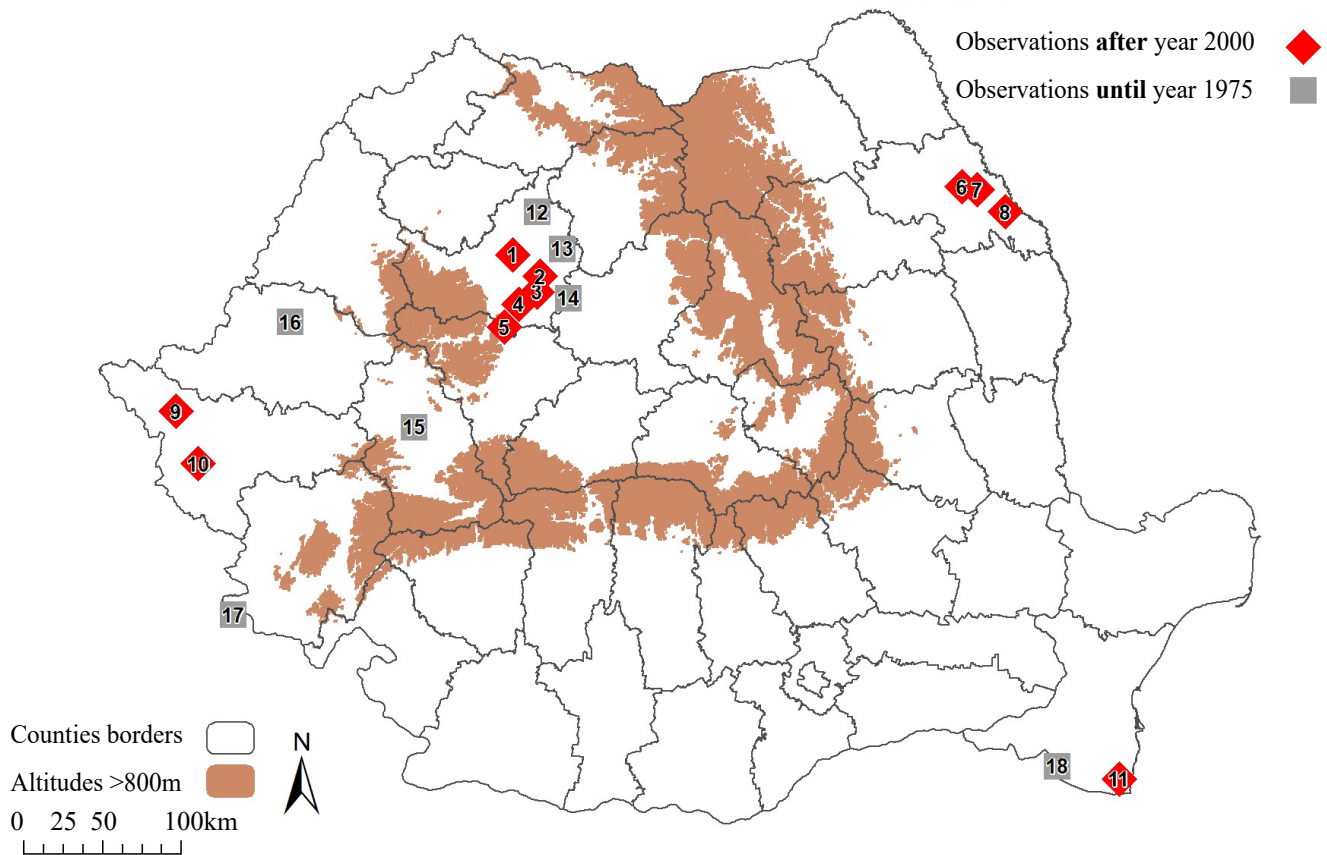 Observations after year 2000
Observations until year 1975
6 7
8
12
1
13
2
3
14
4
5
16
9
15
10
17
18
11
Counties borders
N
Altitudes >800m
0 25 50 100km